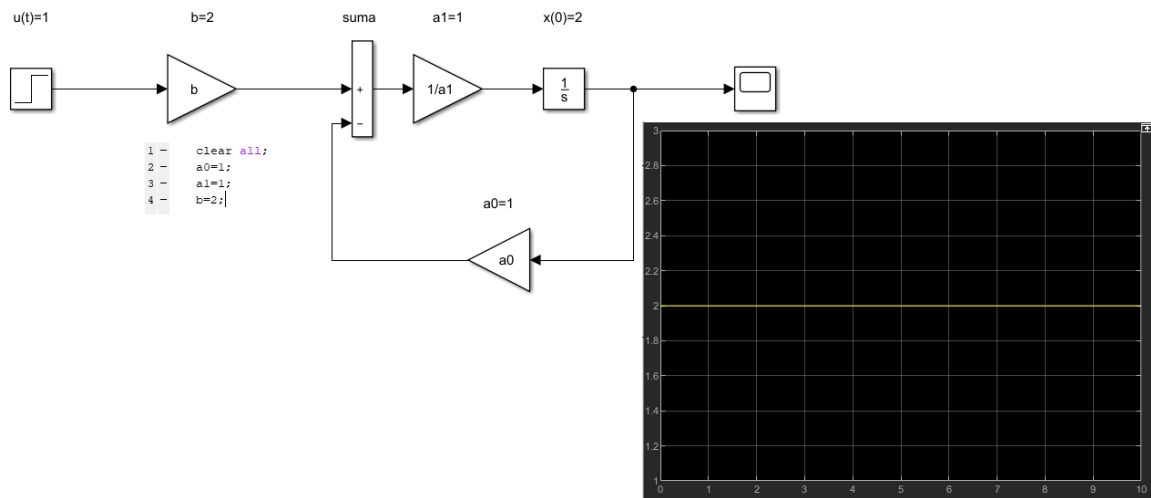 u(t)=1 b=2 suma a1=1 x(0)=2
b + 1/a1 1
s
−
1 − clear all;
2 − a0=1;
3 − a1=1;
4 − b=2;
a0=1
a0
3
2.8
2.6
2.4
2.2
2
1.8
1.6
1.4
1.2
1
0 1 2 3 4 5 6 7 8 9 10